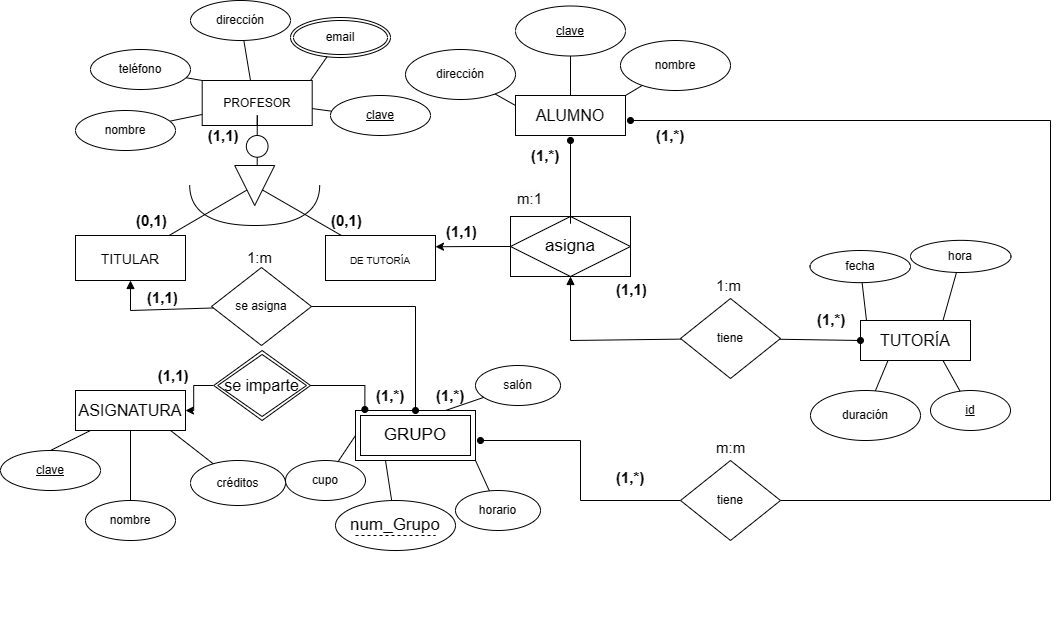 dirección
email
teléfono
PROFESOR
nombre
clave
(1,1)
(0,1)
(0,1)
TITULAR
DE TUTORÍA
clave
dirección
nombre
ALUMNO
(1,*)
(1,*)
m:1
asigna
(1,1)
(1,1)
1:m
se asigna
(1,1)
1:m
tiene
(1,*)
fecha
hora
TUTORÍA
duración
id
(1,1)
se imparte
(1,*)
(1,*)
salón
ASIGNATURA
GRUPO
clave
créditos
nombre
cupo
num_Grupo
horario
(1,*)
m:m
tiene